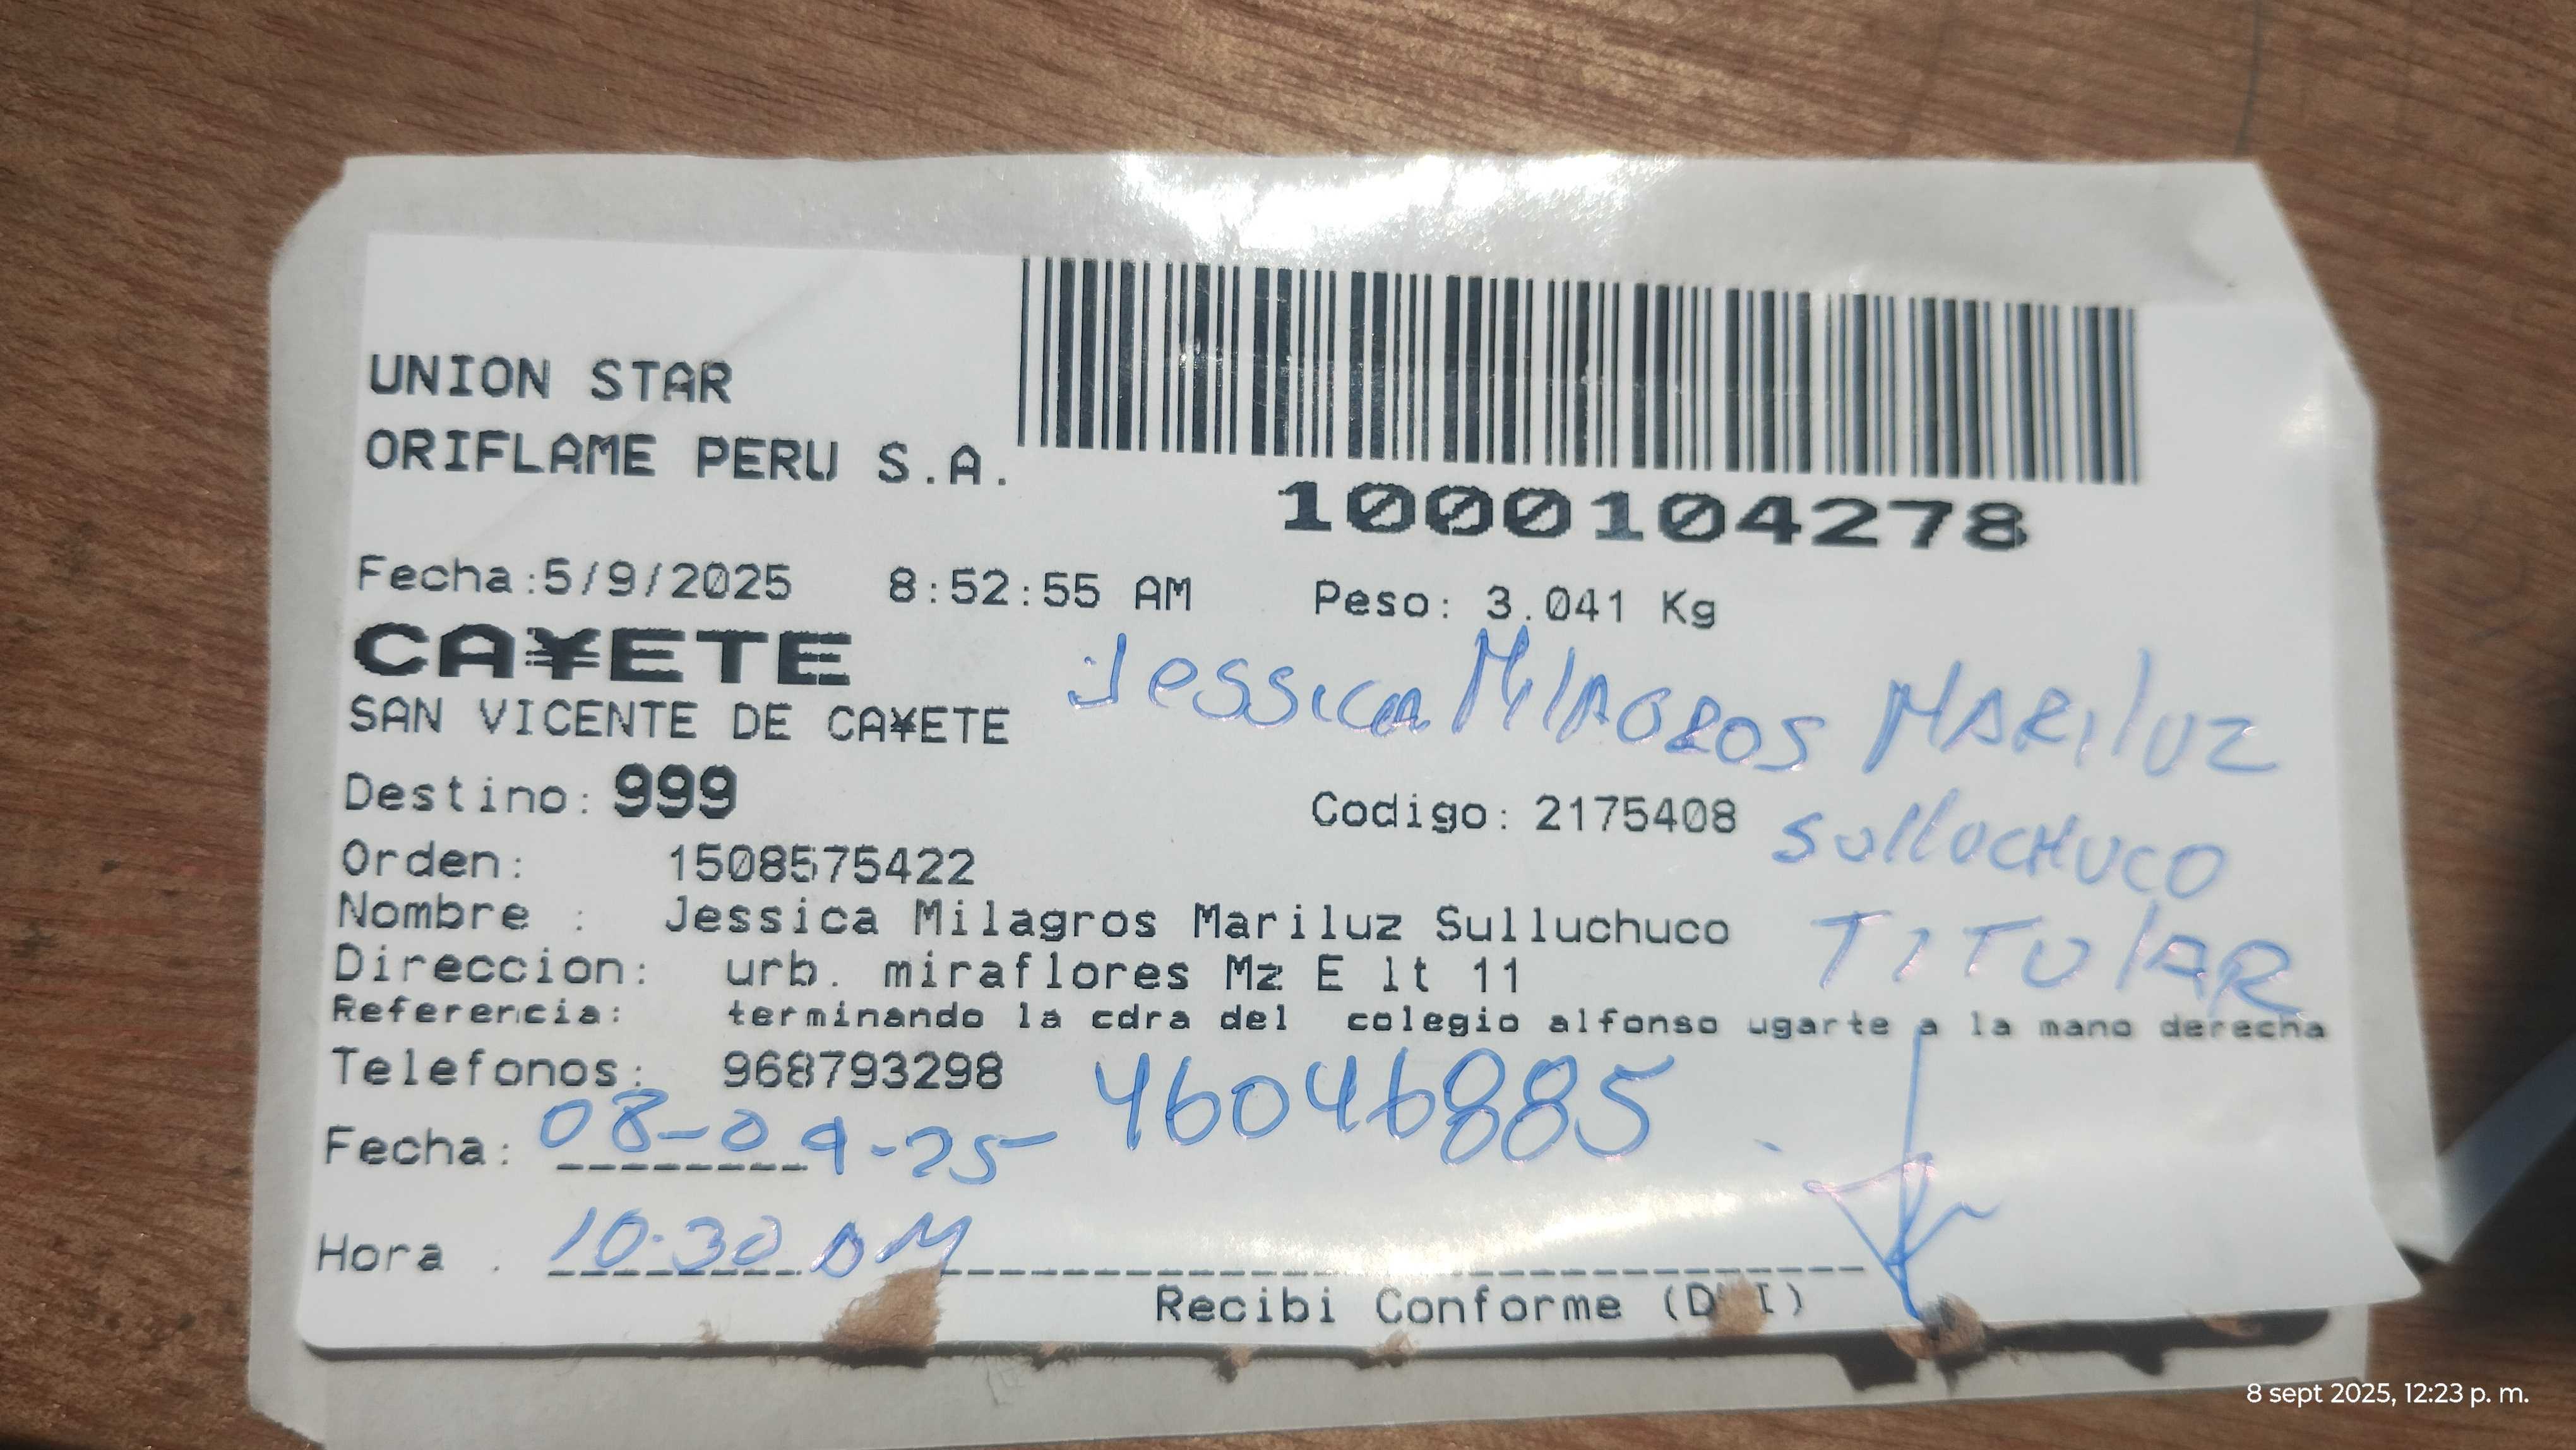 UNION STAR
ORIFLAME PERU S.A.
1000104278
Fecha:5/9/2025 8:52:55 AM Peso: 3.041 Kg
CA¥ETE
Jessica MilAGROS MARiluz
SAN VICENTE DE CA¥ETE
Destino: 999 Codigo: 2175408
SulluCHUCO
Orden: 1508575422
Nombre : Jessica Milagros Mariluz Sulluchuco
TITUlAR
Direccion: urb. miraflores Mz E lt 11
Referencia: terminando la cdra del colegio alfonso ugarte a la mano derecha
Telefonos: 968793298 46046885
Fecha: 08-09-25
Hora . 10:30 AM
Recibi Conforme (DNI)
8 sept 2025, 12:23 p. m.